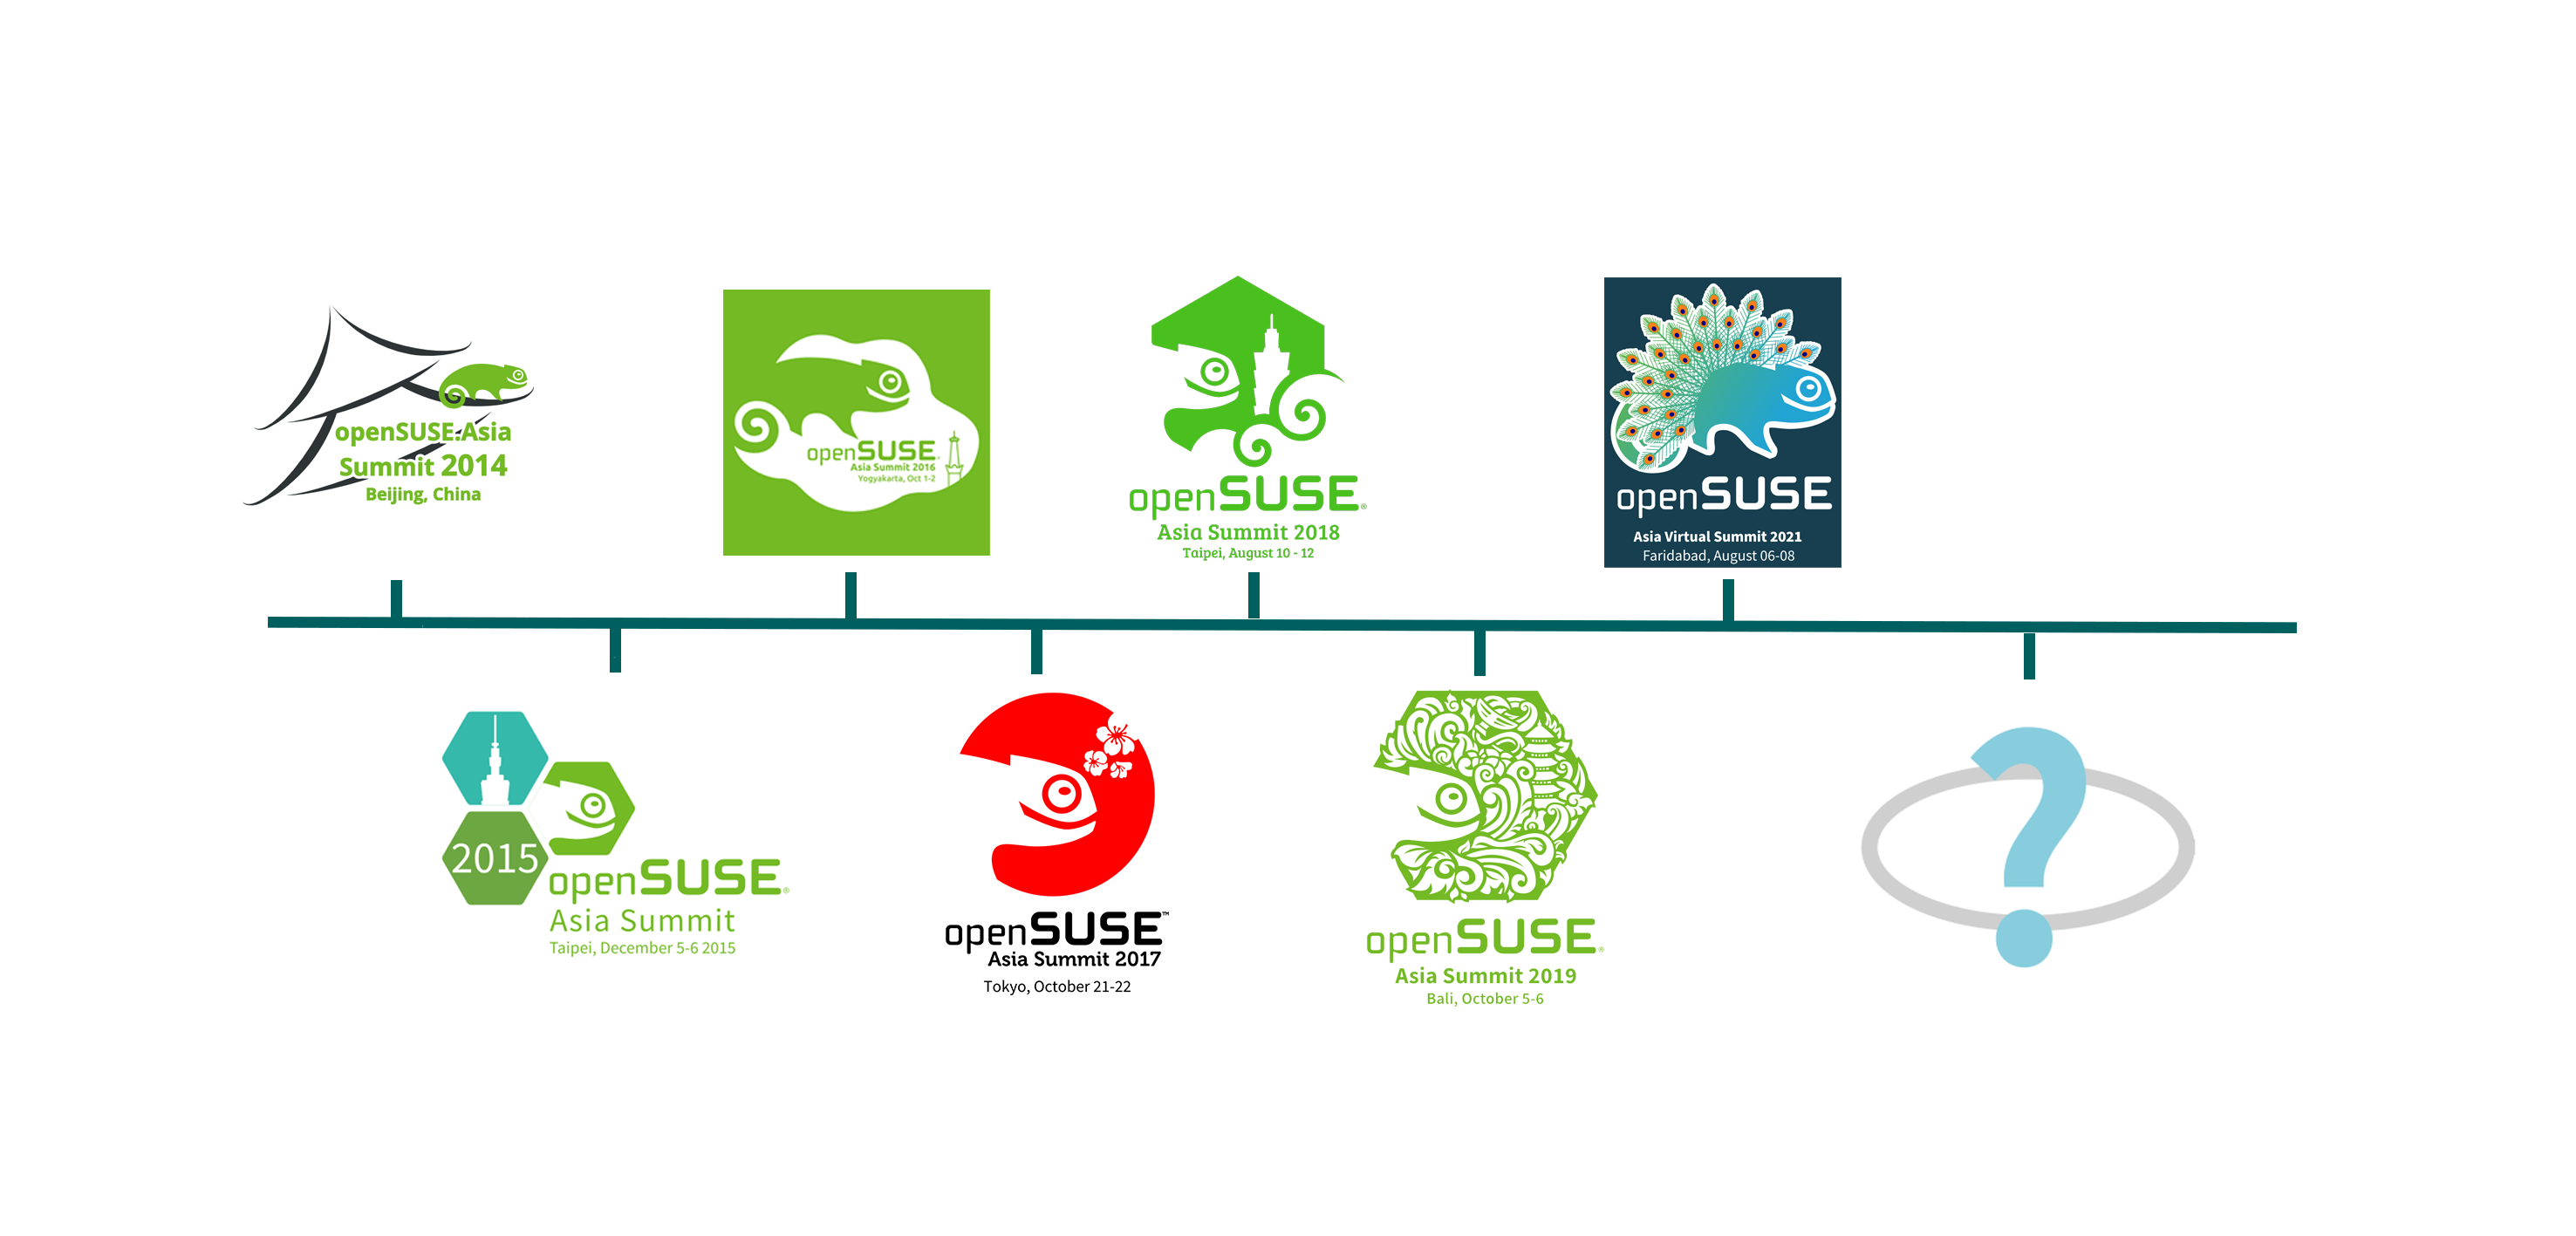 openSUSE.Asia
Summit 2014
Beijing, China
openSUSE®
Asia Summit 2016
Yogyakarta, Oct 1-2
openSUSE®
Asia Summit 2018
Taipei, August 10 - 12
openSUSE
Asia Virtual Summit 2021
Faridabad, August 06-08
2015
openSUSE®
Asia Summit
Taipei, December 5-6 2015
openSUSE™
Asia Summit 2017
Tokyo, October 21-22
openSUSE®
Asia Summit 2019
Bali, October 5-6
?